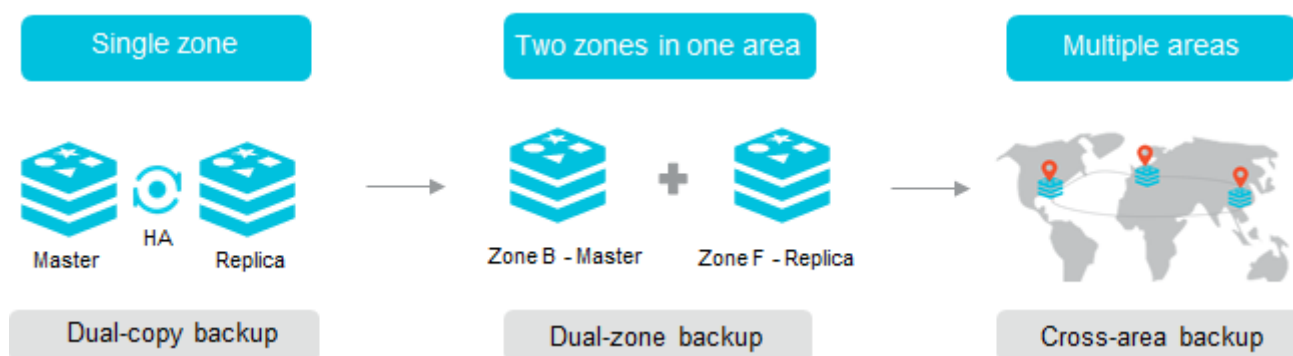 Single zone
Two zones in one area
Multiple areas
HA
Master
Replica
Zone B - Master
Zone F - Replica
Dual-copy backup
Dual-zone backup
Cross-area backup